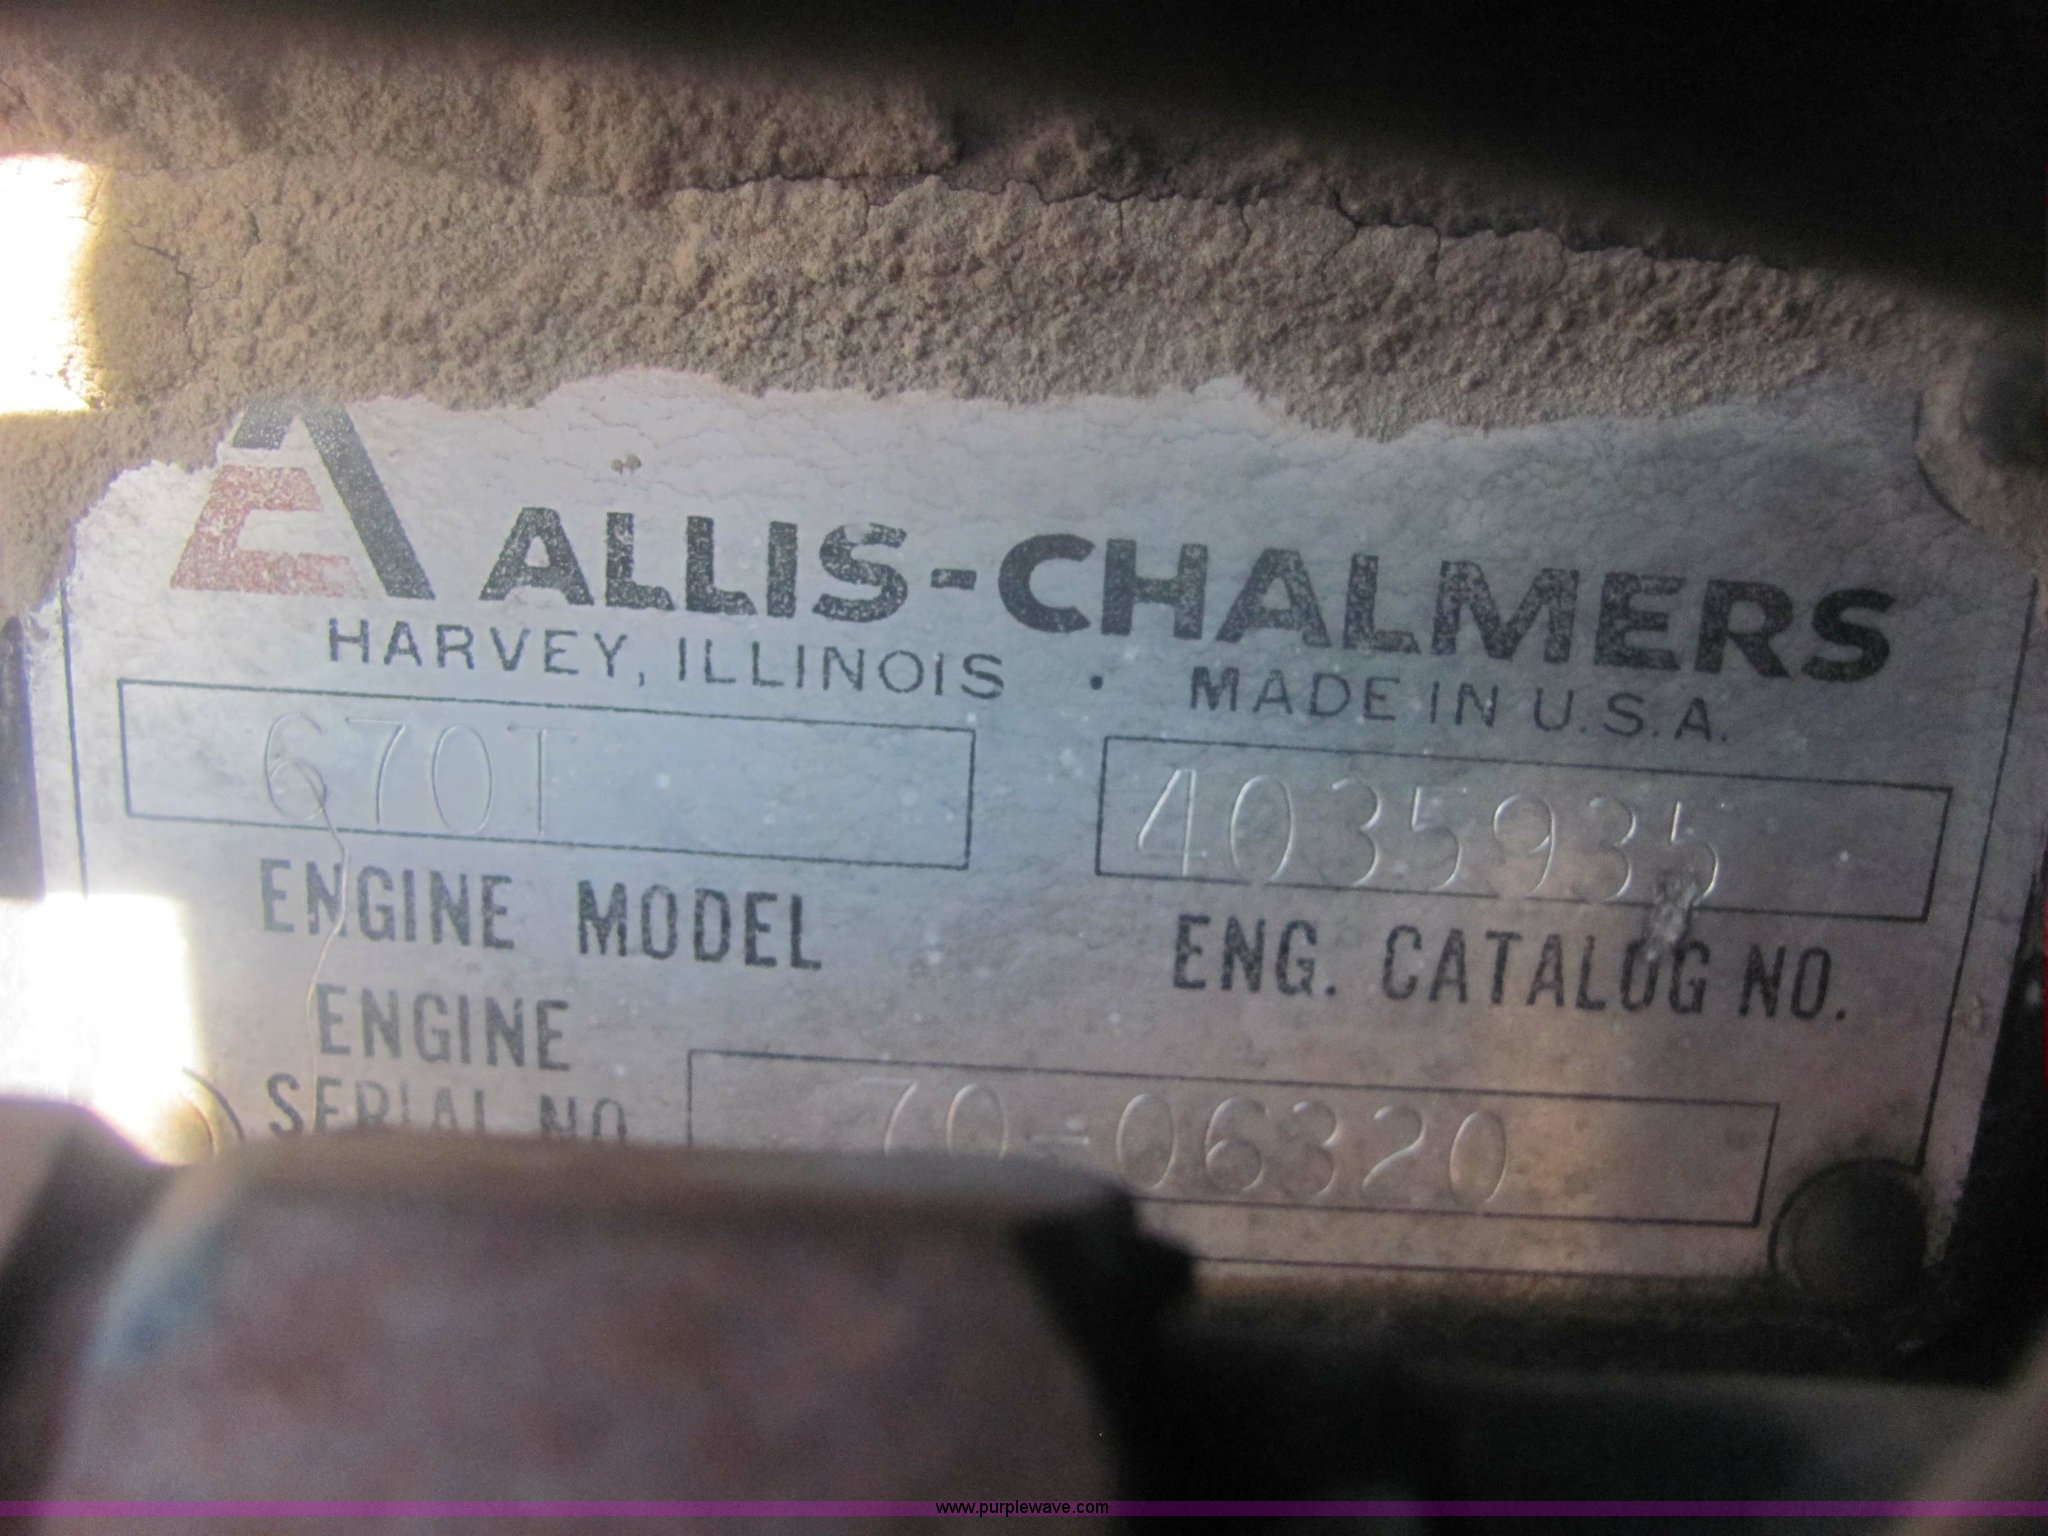 ALLIS-CHALMERS
HARVEY, ILLINOIS · MADE IN U.S.A.
670T
4035935
ENGINE MODEL
ENG. CATALOG NO.
ENGINE
SERIAL NO.
70-06320
www.purplewave.com